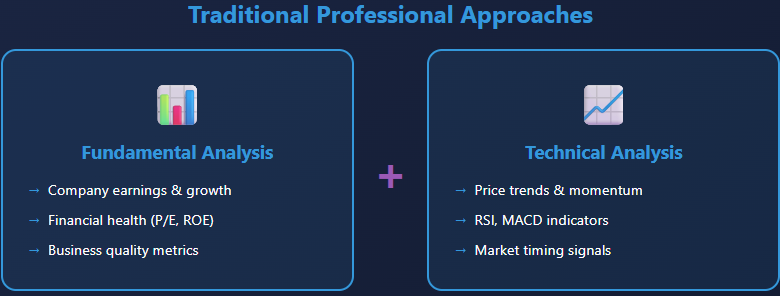 Traditional Professional Approaches
Fundamental Analysis
→ Company earnings & growth
→ Financial health (P/E, ROE)
→ Business quality metrics
+
Technical Analysis
→ Price trends & momentum
→ RSI, MACD indicators
→ Market timing signals